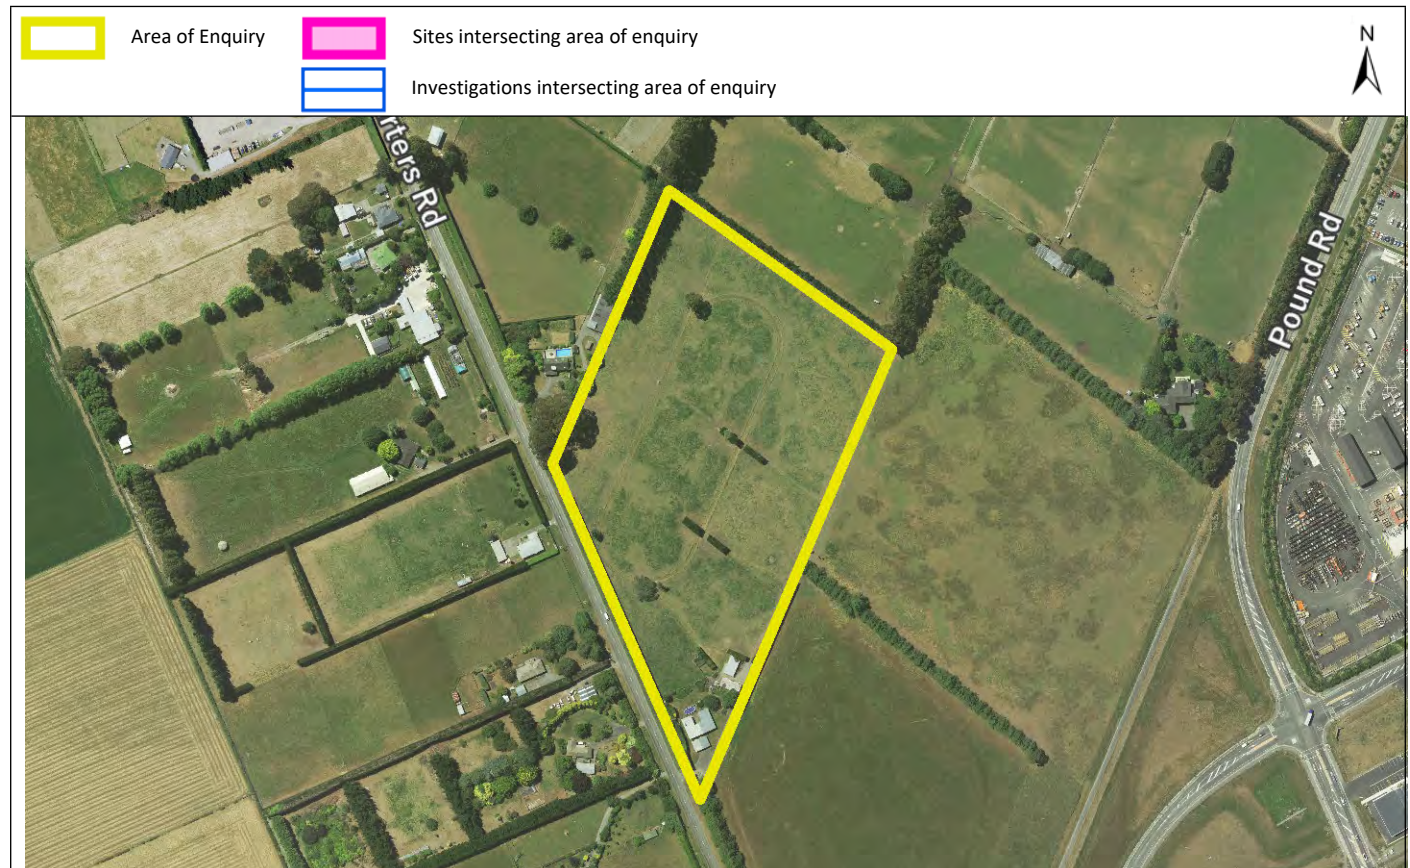 Area of Enquiry
Sites intersecting area of enquiry
N
Investigations intersecting area of enquiry
rters Rd
Pound Rd